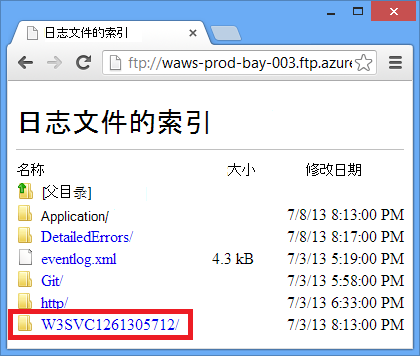 日志文件的索引
ftp://waws-prod-bay-003.ftp.azure
日志文件的索引
名称 大小 修改日期
[父目录]
Application/ 7/8/13 8:13:00 PM
DetailedErrors/ 7/8/13 8:17:00 PM
eventlog.xml 4.3 kB 7/3/13 5:19:00 PM
Git/ 7/3/13 5:58:00 PM
http/ 7/3/13 6:33:00 PM
W3SVC1261305712/ 7/3/13 8:13:00 PM